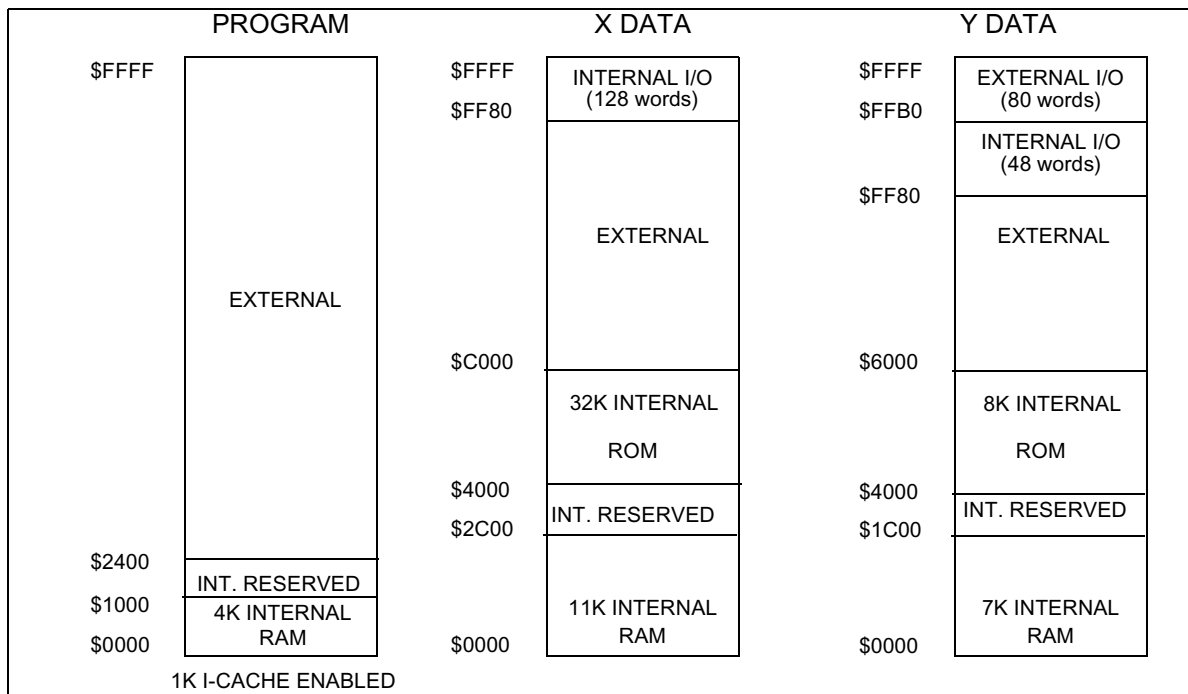 PROGRAM
$FFFF
EXTERNAL
$2400
INT. RESERVED
$1000
4K INTERNAL
RAM
$0000
1K I-CACHE ENABLED
X DATA
$FFFF
INTERNAL I/O
(128 words)
$FF80
EXTERNAL
$C000
32K INTERNAL
ROM
$4000
INT. RESERVED
$2C00
11K INTERNAL
RAM
$0000
Y DATA
$FFFF
EXTERNAL I/O
(80 words)
$FFB0
INTERNAL I/O
(48 words)
$FF80
EXTERNAL
$6000
8K INTERNAL
ROM
$4000
INT. RESERVED
$1C00
7K INTERNAL
RAM
$0000